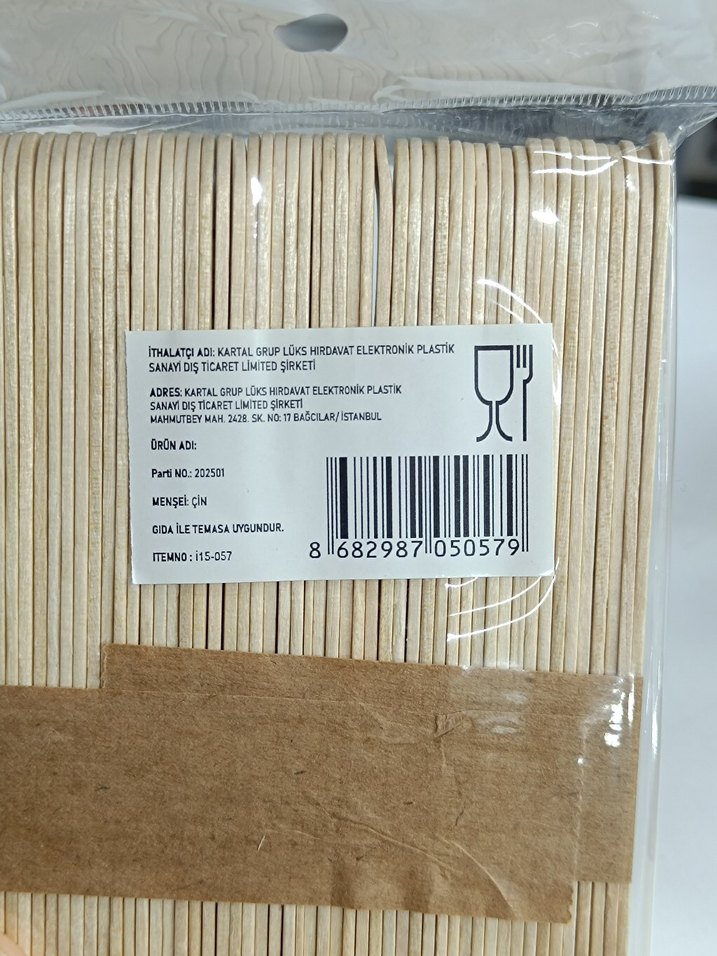 İTHALATÇI ADI: KARTAL GRUP LÜKS HIRDAVAT ELEKTRONİK PLASTİK
SANAYİ DIŞ TİCARET LİMİTED ŞİRKETİ
ADRES: KARTAL GRUP LÜKS HIRDAVAT ELEKTRONİK PLASTİK
SANAYİ DIŞ TİCARET LİMİTED ŞİRKETİ
MAHMUTBEY MAH. 2428. SK. NO: 17 BAĞCILAR/ İSTANBUL
ÜRÜN ADI:
Parti NO.: 202501
MENŞEİ: ÇİN
GIDA İLE TEMASA UYGUNDUR.
ITEMNO : İ15-057
8 682987 050579